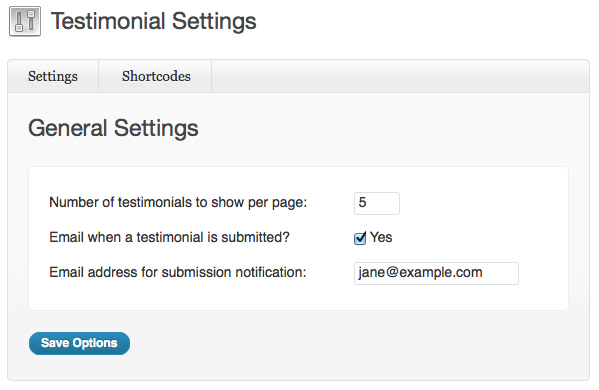 Testimonial Settings
Settings Shortcodes
General Settings
Number of testimonials to show per page: 5
Email when a testimonial is submitted? Yes
Email address for submission notification: jane@example.com
Save Options